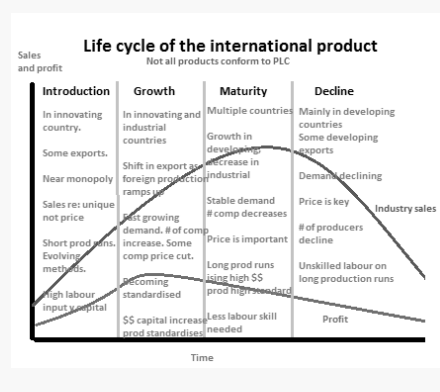 Life cycle of the international product
Not all products conform to PLC
Sales
and profit
Introduction
In innovating
country.
Some exports.
Near monopoly
Sales re: unique
not price
Short prod runs.
Evolving
methods.
High labour
input v capital
Growth
In innovating and
industrial
countries
Shift in export as
foreign production
ramps up
Fast growing
demand. # of comp
increase. Some
comp price cut.
Becoming
standardised
$$ capital increase
prod standardises
Maturity
Multiple countries
Growth in
developing,
decrease in
industrial
Stable demand
# comp decreases
Price is important
Long prod runs
ising high $$
prod high standard
Less labour skill
needed
Decline
Mainly in developing
countries
Some developing
exports
Demand declining
Price is key
# of producers
decline
Unskilled labour on
long production runs
Industry sales
Profit
Time